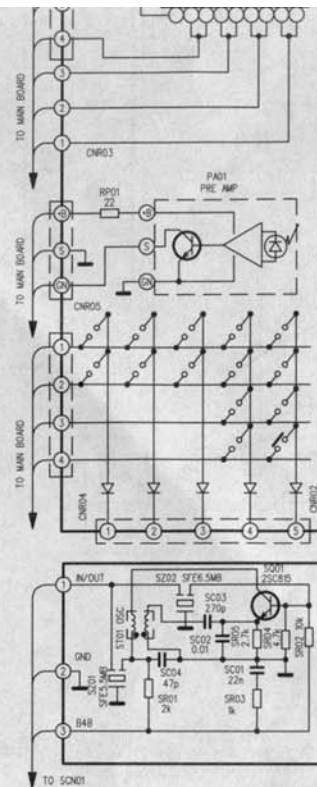 4
3
2
1
CNR03
TO MAIN BOARD
PA01
PRE AMP
RP01
22
+B
+B
S
S
GN
GN
CNR05
TO MAIN BOARD
1
2
3
4
TO MAIN BOARD
CNR04
CNR02
1
2
3
4
5
1
IN/OUT
SZ02 SFE6.5MB
SQ01
2SC815
ST01 OSC
SC03
270p
SC02
0.01
SR05
2.7k
SR04
4.7k
SR02
10k
2
GND
SZ01
SFE5.5MB
SC04
47p
SC01
22n
SR01
2k
SR03
1k
3
B48
TO SCN01